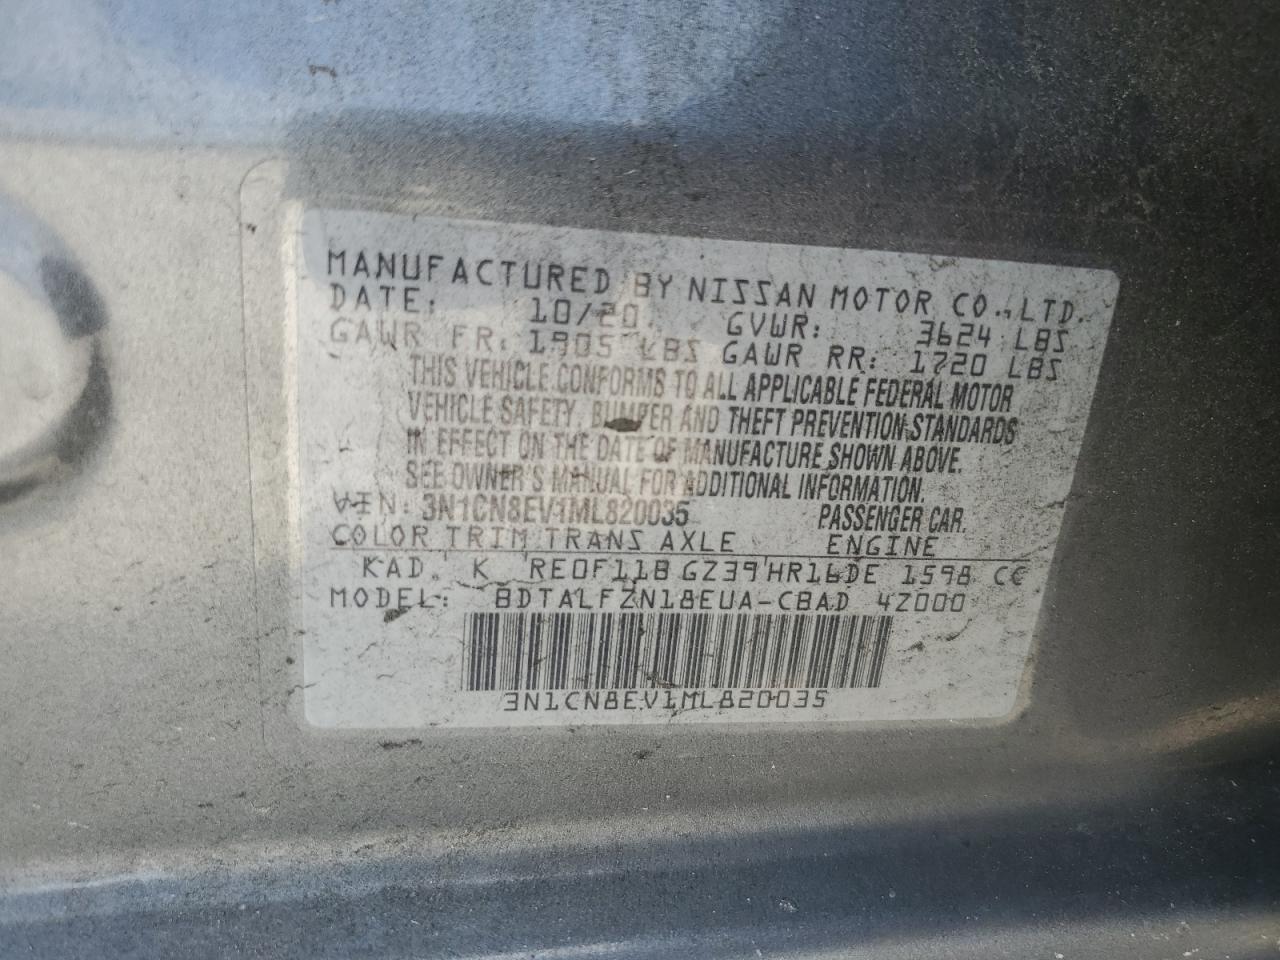 MANUFACTURED BY NISSAN MOTOR CO.,LTD.
DATE: 10/20 GVWR: 3624 LBS
GAWR FR: 1905 LBS GAWR RR: 1720 LBS
THIS VEHICLE CONFORMS TO ALL APPLICABLE FEDERAL MOTOR
VEHICLE SAFETY, BUMPER AND THEFT PREVENTION STANDARDS
IN EFFECT ON THE DATE OF MANUFACTURE SHOWN ABOVE.
SEE OWNER'S MANUAL FOR ADDITIONAL INFORMATION.
VIN: 3N1CN8EV1ML820035 PASSENGER CAR.
COLOR TRIM TRANS AXLE ENGINE
KAD K RE0F11B GZ39 HR16DE 1598 CC
MODEL: BDTALFZN18EUA-CBAD 42000
3N1CN8EV1ML820035